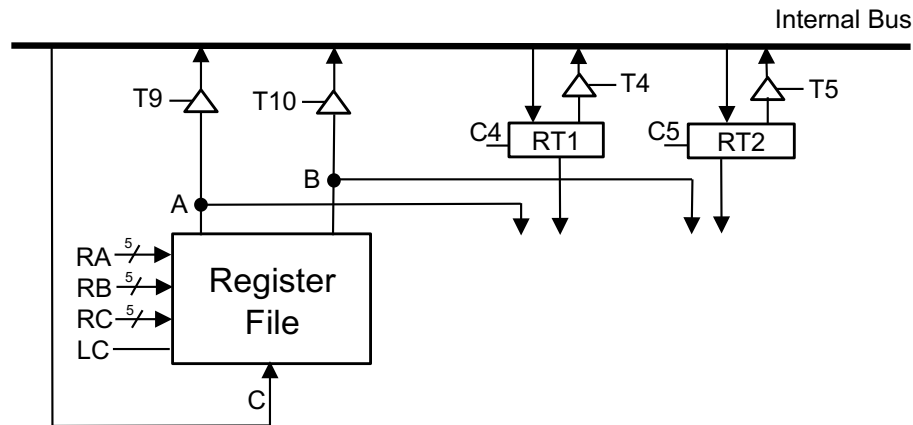 Internal Bus
T9
T10
T4
T5
C4
RT1
C5
RT2
B
A
RA
5
RB
5
RC
5
LC
Register
File
C